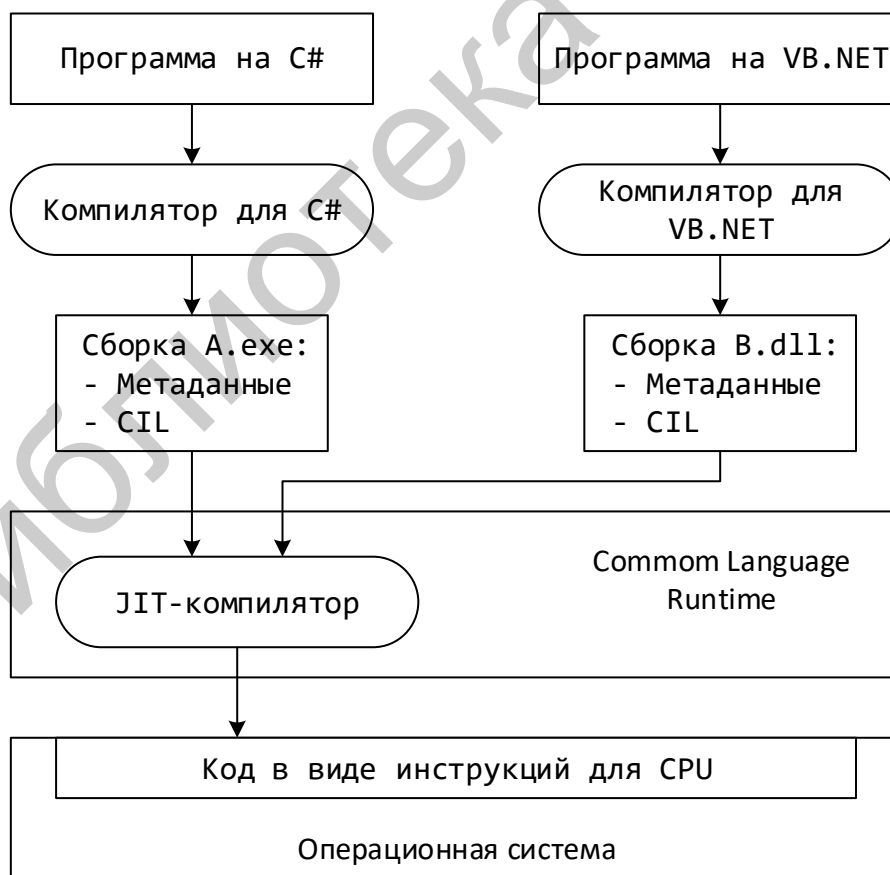 Программа на C#
Программа на VB.NET
Компилятор для C#
Компилятор для
VB.NET
Сборка A.exe:
- Метаданные
- CIL
Сборка B.dll:
- Метаданные
- CIL
Commom Language
Runtime
JIT-компилятор
Код в виде инструкций для CPU
Операционная система
иблиотека